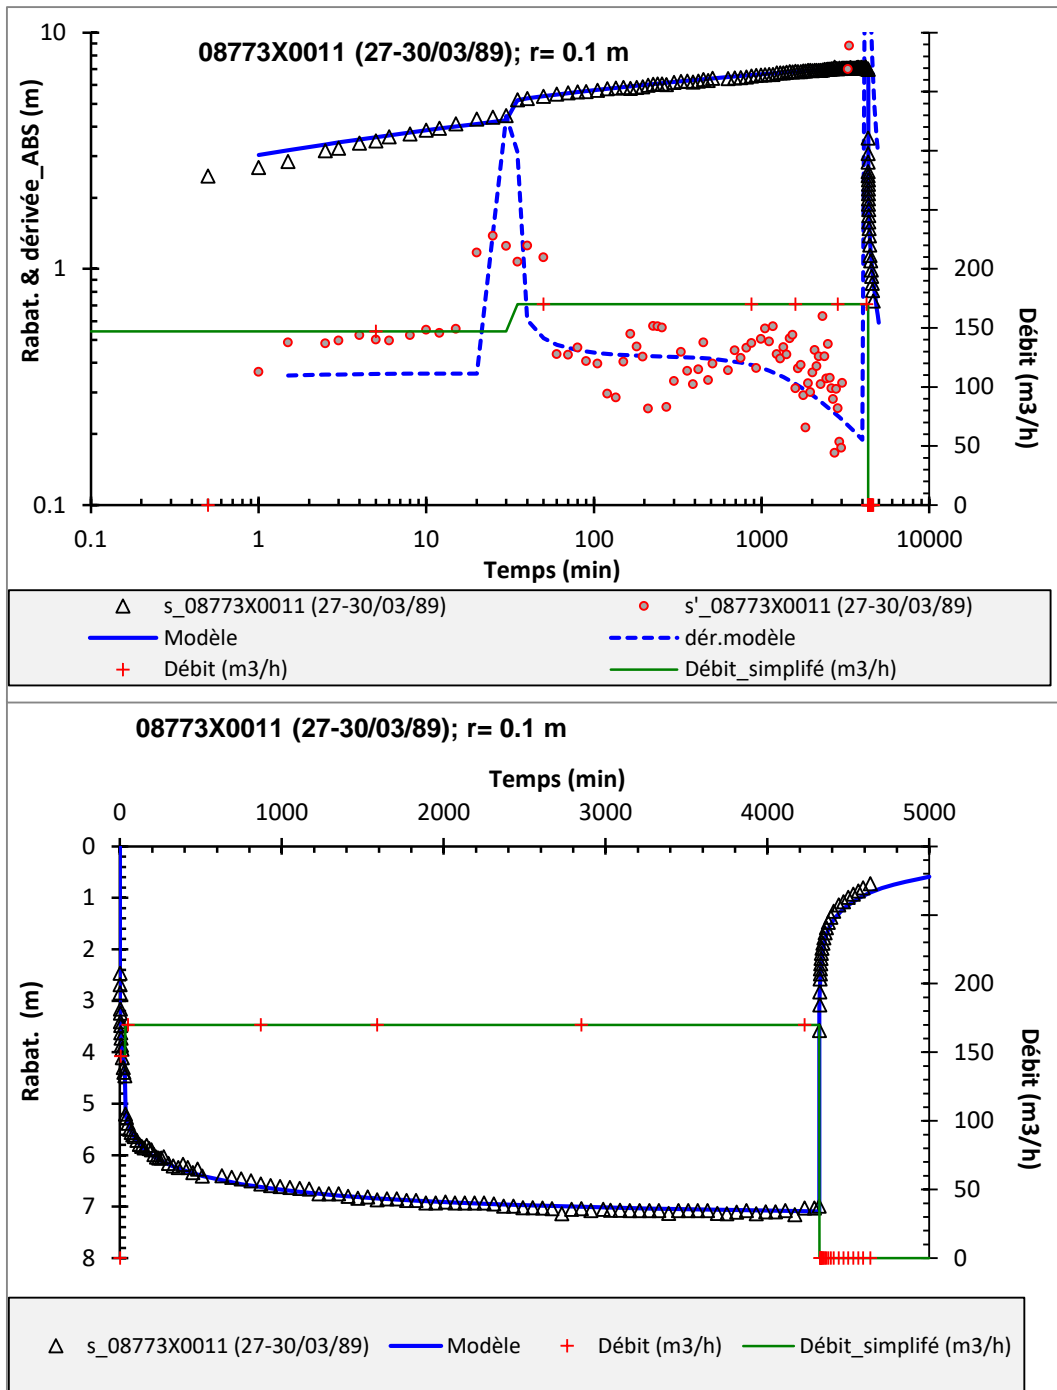 08773X0011 (27-30/03/89); r= 0.1 m
Rabat. & dérivée_ABS (m)
10
1
0.1
0.1 1 10 100 1000 10000
Temps (min)
200
150
100
50
0
Débit (m3/h)
s_08773X0011 (27-30/03/89) s'_08773X0011 (27-30/03/89)
Modèle dér.modèle
Débit (m3/h) Débit_simplifé (m3/h)
08773X0011 (27-30/03/89); r= 0.1 m
Temps (min)
0 1000 2000 3000 4000 5000
Rabat. (m)
0
1
2
3
4
5
6
7
8
200
150
100
50
0
Débit (m3/h)
s_08773X0011 (27-30/03/89) Modèle Débit (m3/h) Débit_simplifé (m3/h)